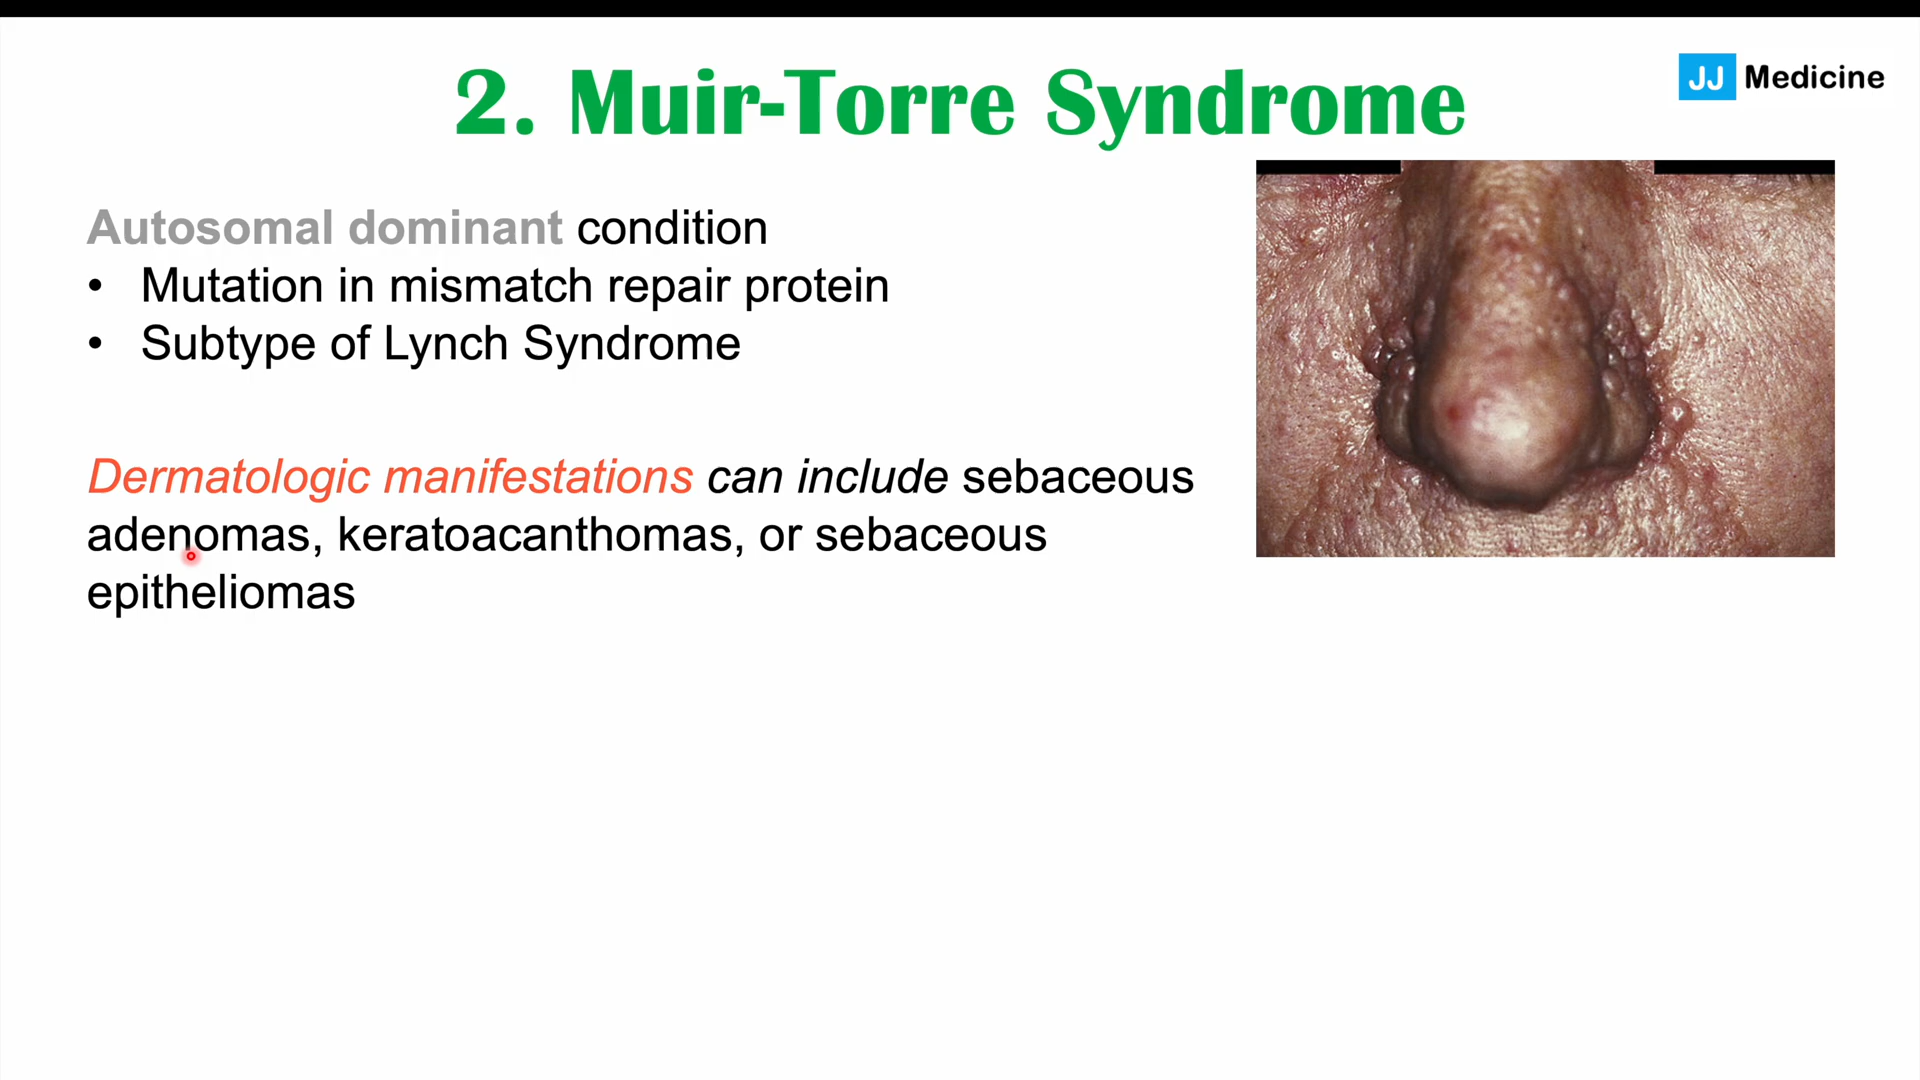 2. Muir-Torre Syndrome
JJ Medicine
Autosomal dominant condition
• Mutation in mismatch repair protein
• Subtype of Lynch Syndrome
Dermatologic manifestations can include sebaceous
adenomas, keratoacanthomas, or sebaceous
epitheliomas